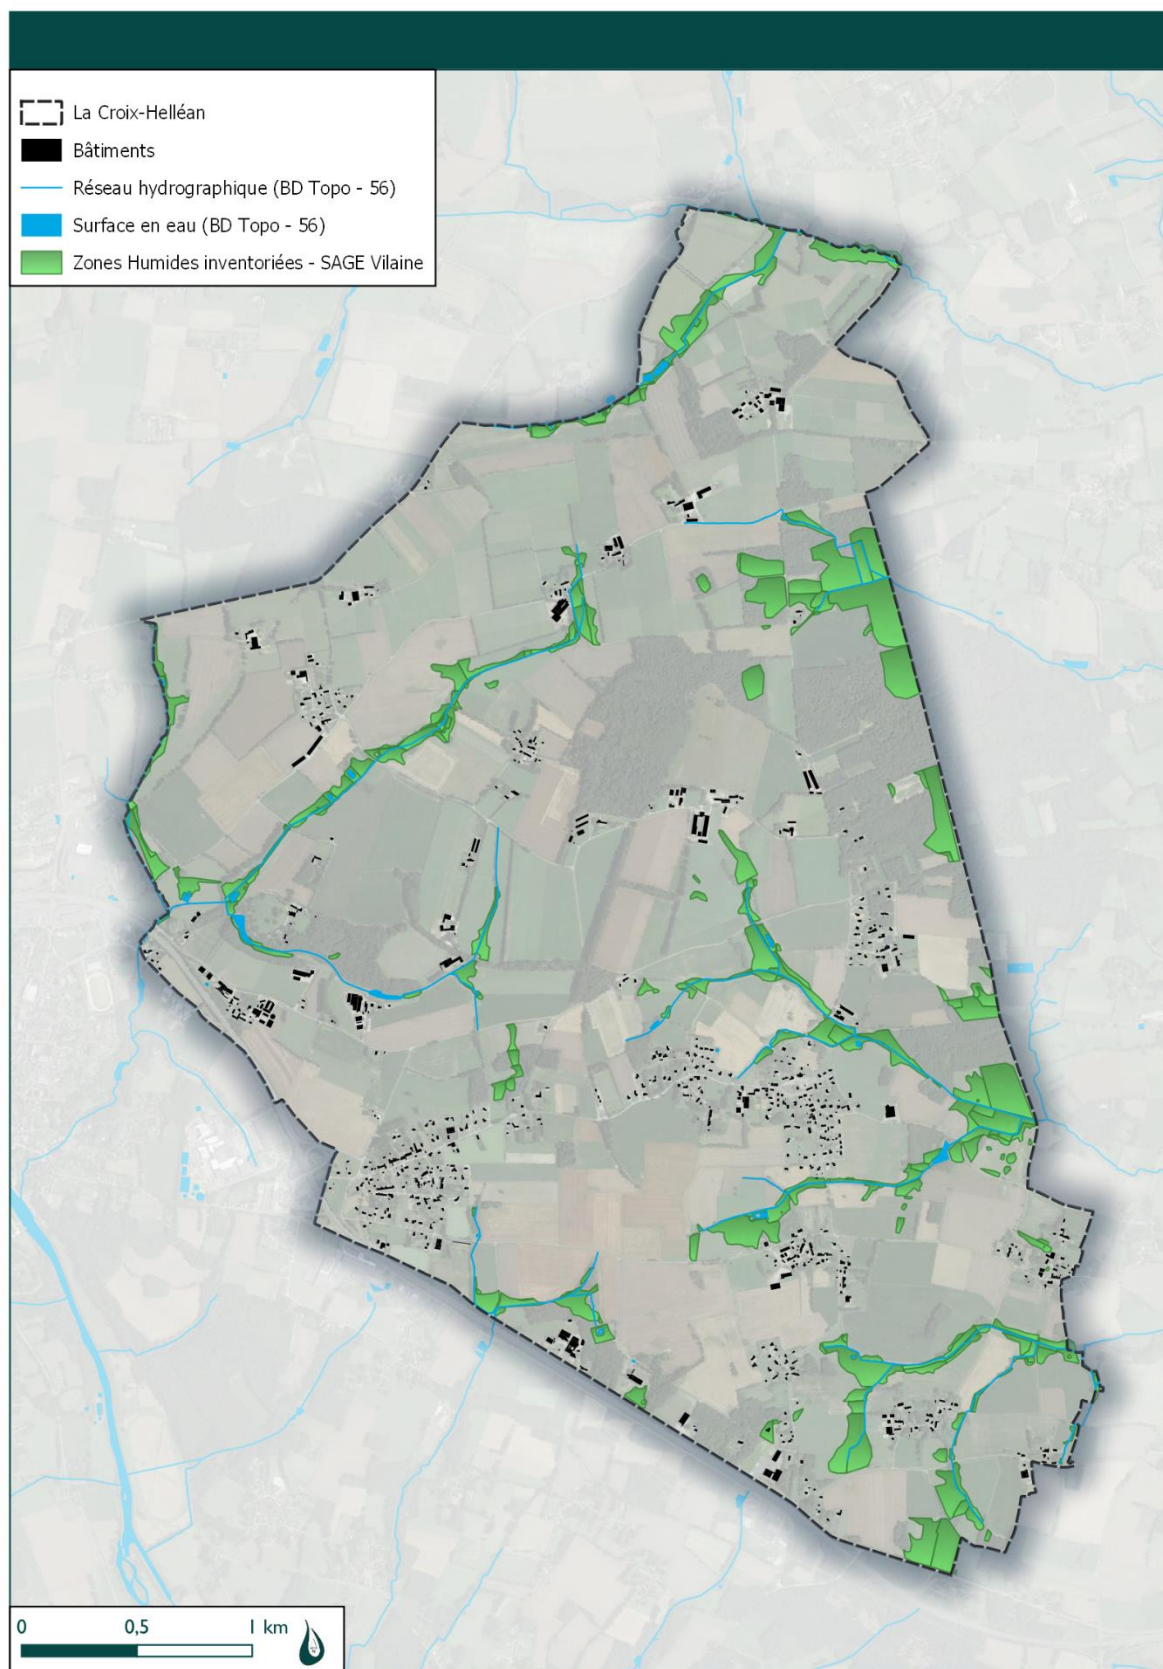 La Croix-Helléan
Bâtiments
Réseau hydrographique (BD Topo - 56)
Surface en eau (BD Topo - 56)
Zones Humides inventoriées - SAGE Vilaine
0 0,5 1 km